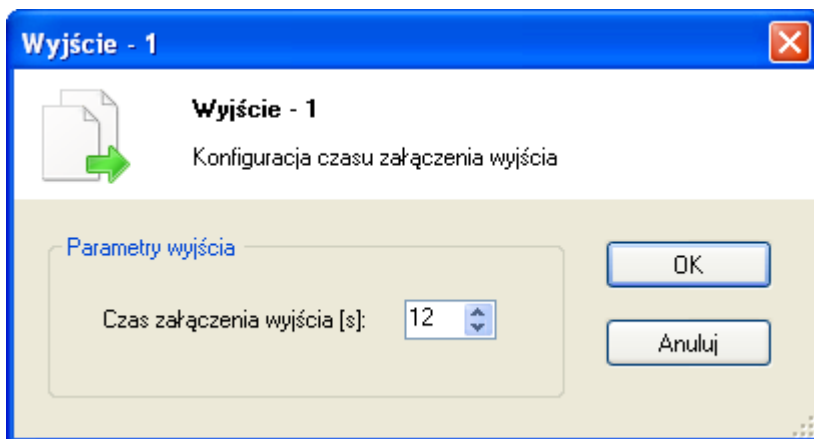 Wyjście - 1
Wyjście - 1
Konfiguracja czasu załączenia wyjścia
Parametry wyjścia
Czas załączenia wyjścia [s]: 12
OK
Anuluj